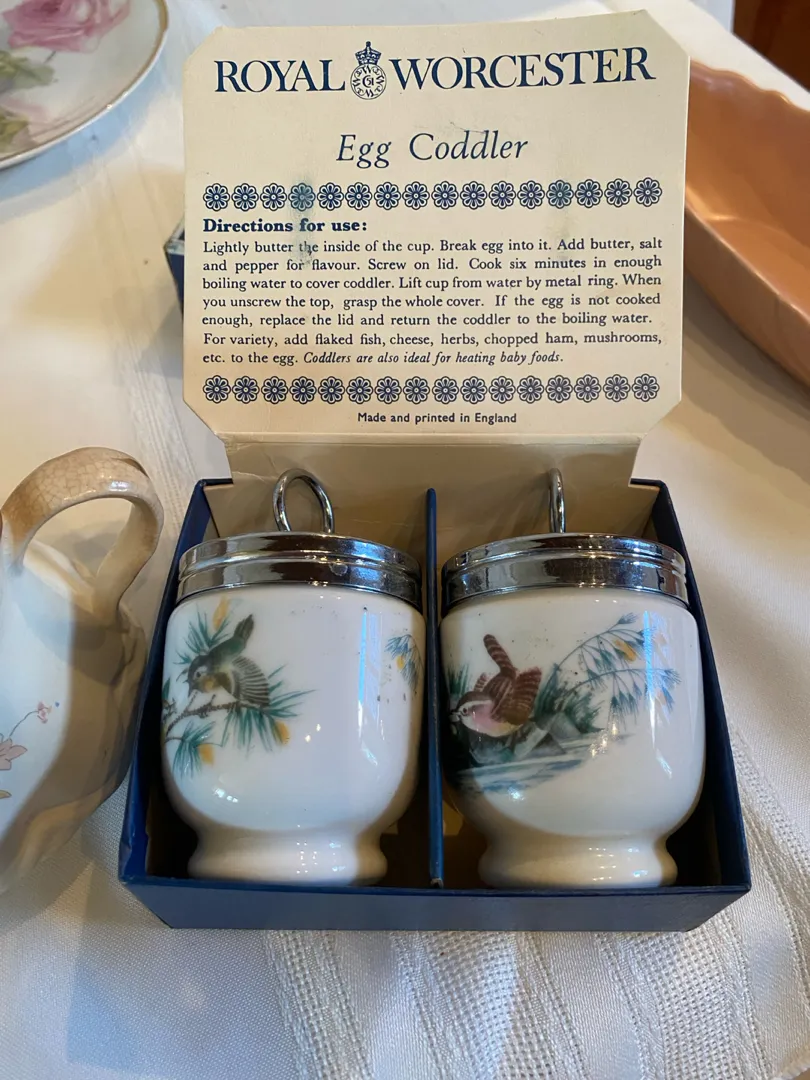 ROYAL WORCESTER
Egg Coddler
Directions for use:
Lightly butter the inside of the cup. Break egg into it. Add butter, salt
and pepper for flavour. Screw on lid. Cook six minutes in enough
boiling water to cover coddler. Lift cup from water by metal ring. When
you unscrew the top, grasp the whole cover. If the egg is not cooked
enough, replace the lid and return the coddler to the boiling water.
For variety, add flaked fish, cheese, herbs, chopped ham, mushrooms,
etc. to the egg. Coddlers are also ideal for heating baby foods.
Made and printed in England